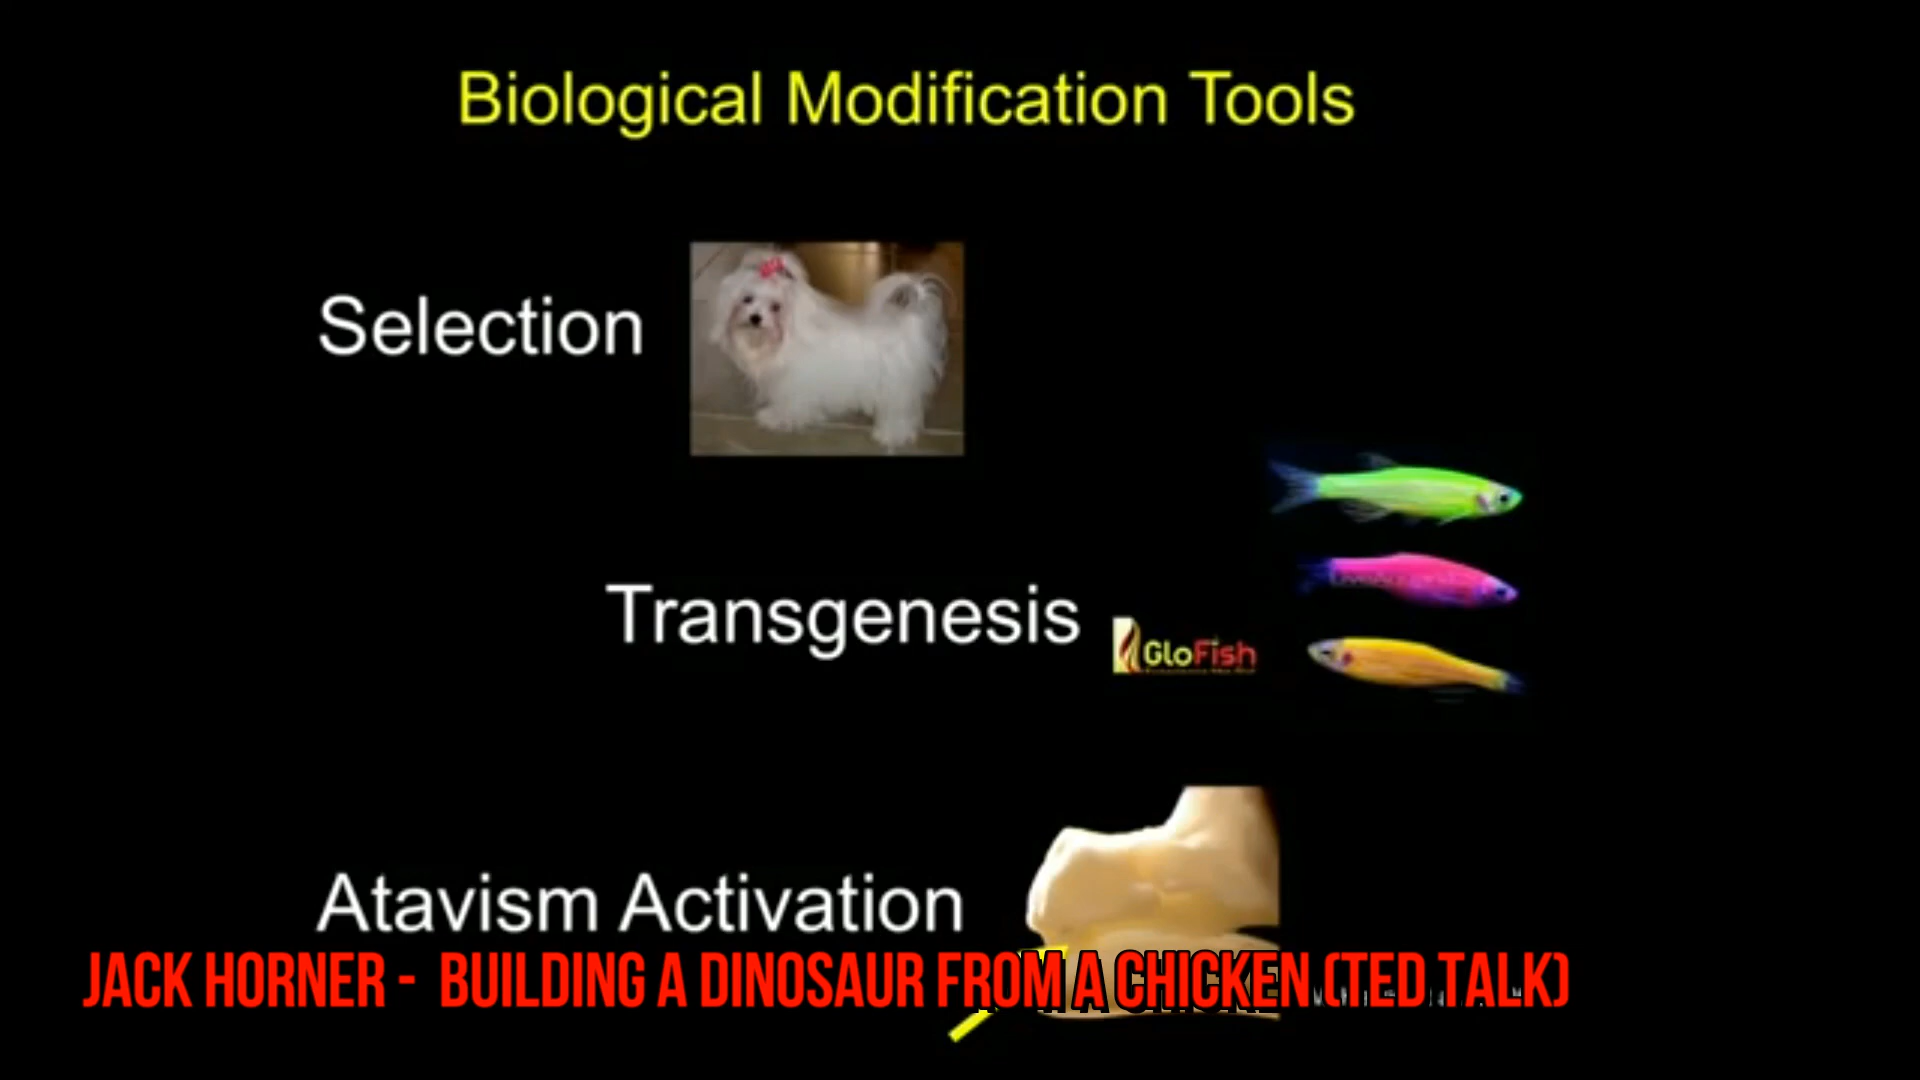 Biological Modification Tools
Selection
Transgenesis
GloFish
Atavism Activation
JACK HORNER - BUILDING A DINOSAUR FROM A CHICKEN (TED TALK)